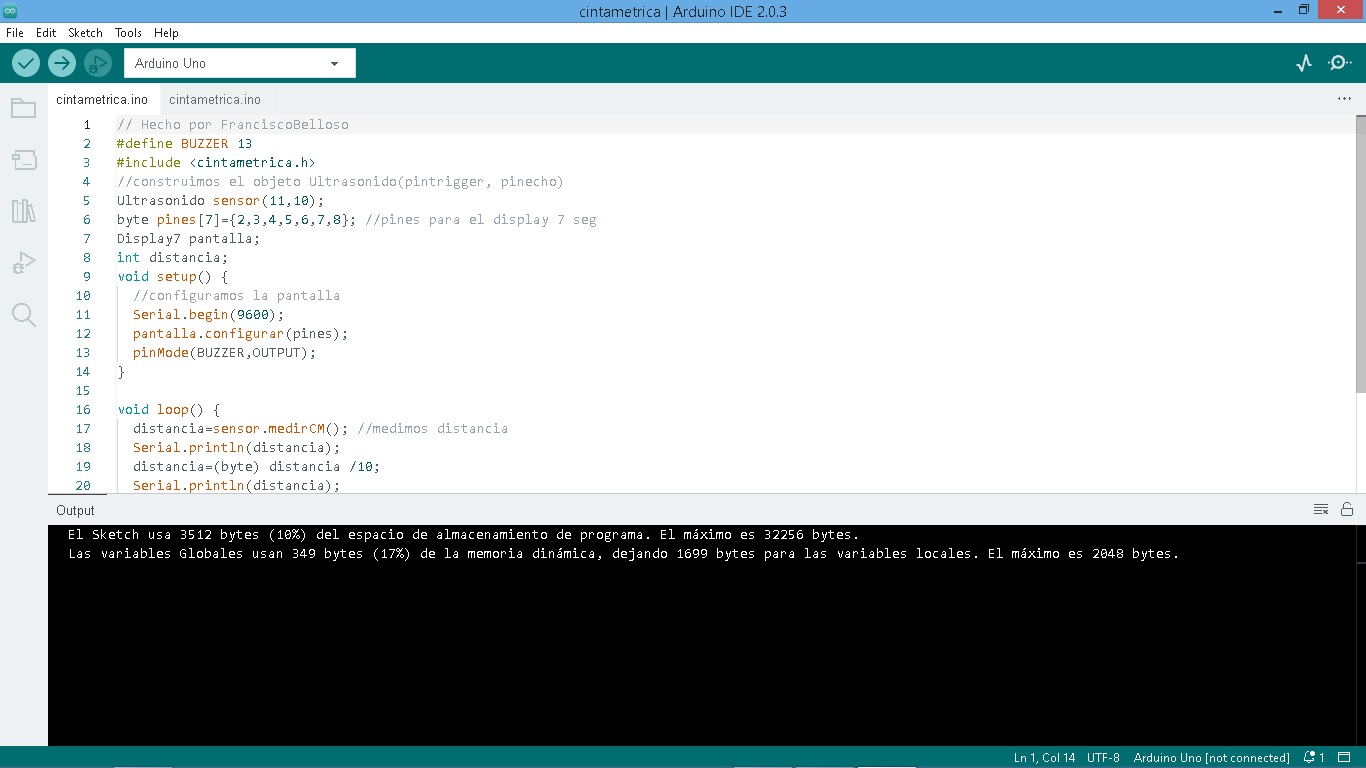 cintametrica | Arduino IDE 2.0.3
File Edit Sketch Tools Help
Arduino Uno
cintametrica.ino cintametrica.ino
1 // Hecho por FranciscoBelloso
2 #define BUZZER 13
3 #include <cintametrica.h>
4 //construimos el objeto Ultrasonido(pintrigger, pinecho)
5 Ultrasonido sensor(11,10);
6 byte pines[7]={2,3,4,5,6,7,8}; //pines para el display 7 seg
7 Display7 pantalla;
8 int distancia;
9 void setup() {
10 //configuramos la pantalla
11 Serial.begin(9600);
12 pantalla.configurar(pines);
13 pinMode(BUZZER,OUTPUT);
14 }
15
16 void loop() {
17 distancia=sensor.medirCM(); //medimos distancia
18 Serial.println(distancia);
19 distancia=(byte) distancia /10;
20 Serial.println(distancia);
Output
El Sketch usa 3512 bytes (10%) del espacio de almacenamiento de programa. El máximo es 32256 bytes.
Las variables Globales usan 349 bytes (17%) de la memoria dinámica, dejando 1699 bytes para las variables locales. El máximo es 2048 bytes.
Ln 1, Col 14 UTF-8 Arduino Uno [not connected] 1